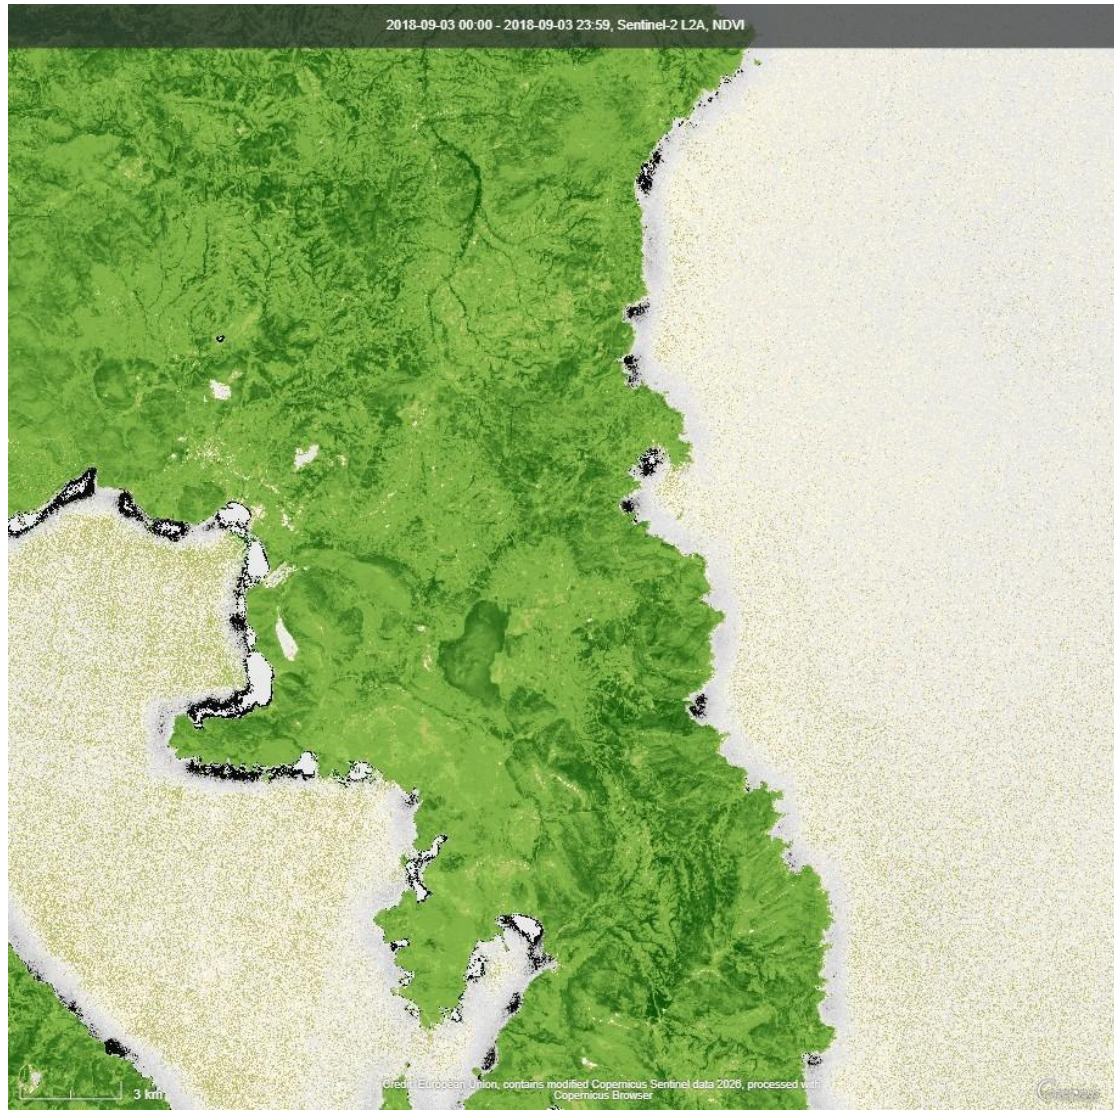 2018-09-03 00:00 - 2018-09-03 23:59, Sentinel-2 L2A, NDVI
3 km
Credit: European Union, contains modified Copernicus Sentinel data 2026, processed with
Copernicus Browser